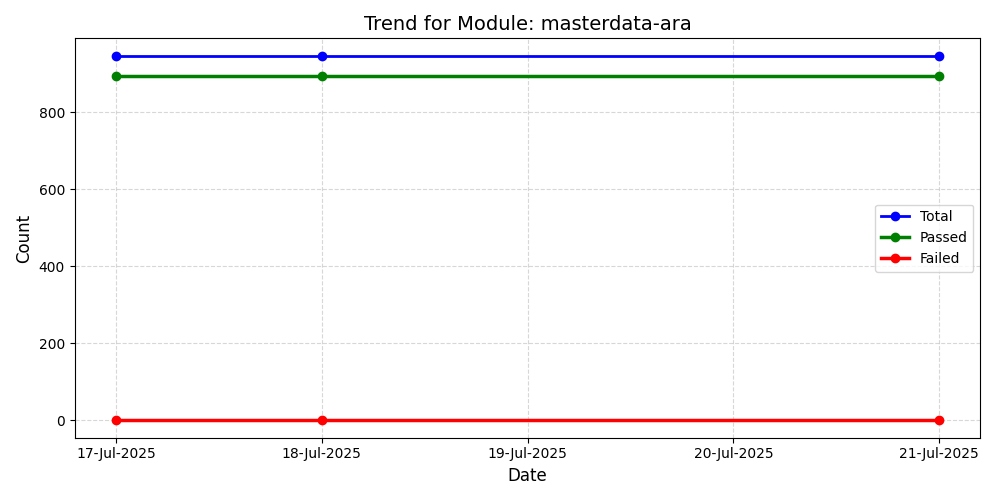 Trend for Module: masterdata-ara
Count
800
600
400
200
0
Total
Passed
Failed
17-Jul-2025
18-Jul-2025
19-Jul-2025
20-Jul-2025
21-Jul-2025
Date